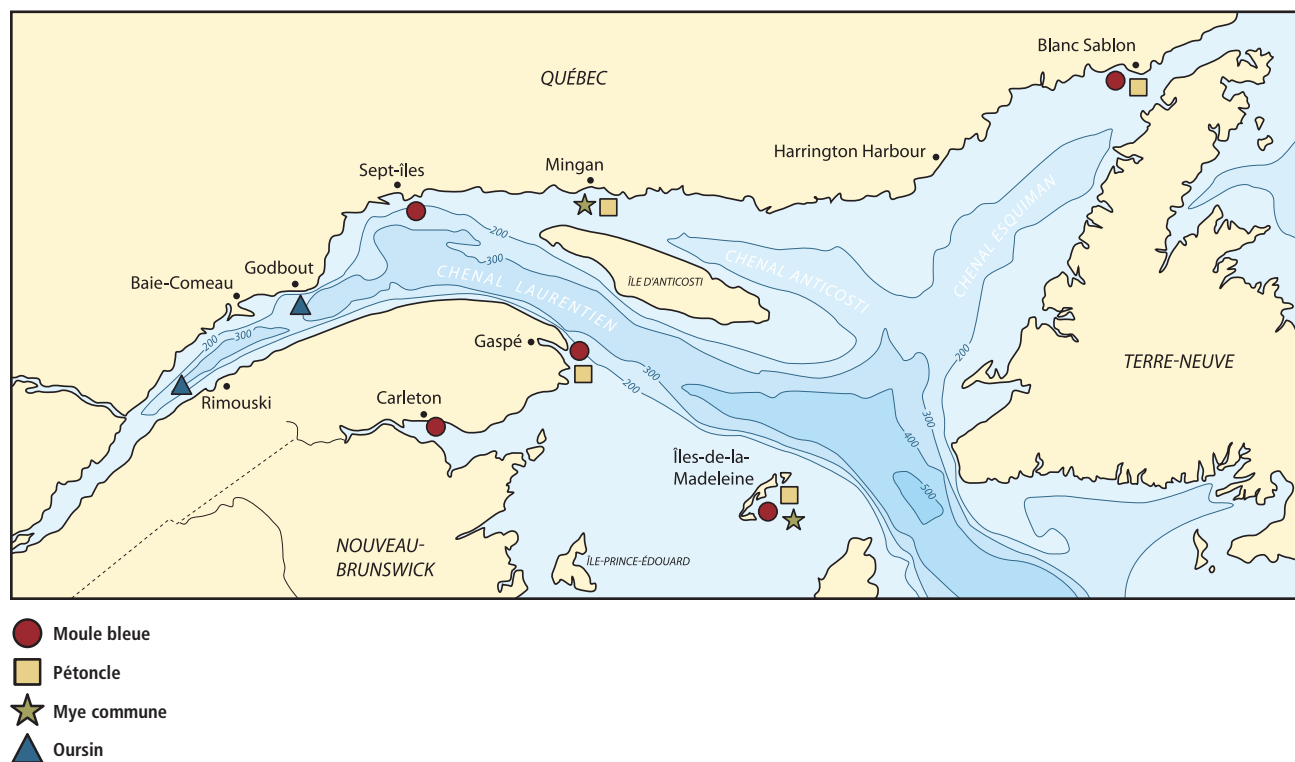 Blanc Sablon
QUÉBEC
Harrington Harbour
Mingan
Sept-îles
CHENAL ESQUIMAN
200
300
CHENAL ANTICOSTI
Godbout
Baie-Comeau
CHENAL LAURENTIEN
ÎLE D'ANTICOSTI
200
300
Gaspé
300
200
200
TERRE-NEUVE
Rimouski
Carleton
300
400
Îles-de-la-
Madeleine
500
NOUVEAU-
BRUNSWICK
ÎLE-PRINCE-ÉDOUARD
Moule bleue
Pétoncle
Mye commune
Oursin